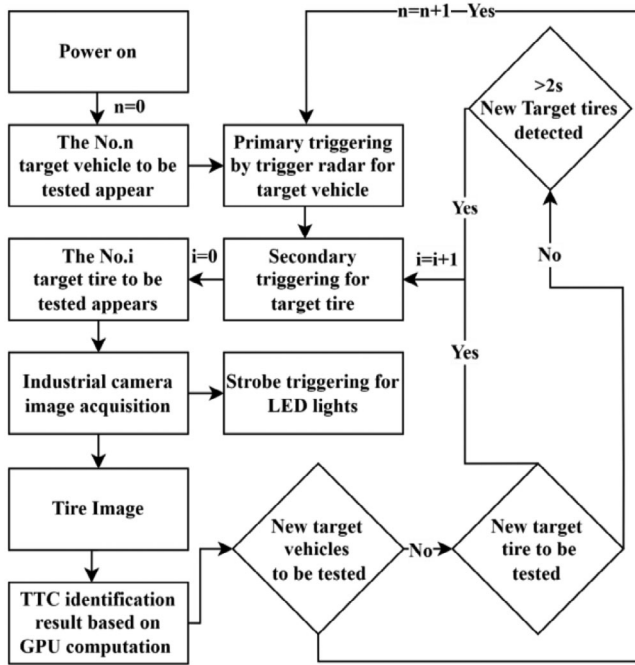 n=n+1
Yes
Power on
>2s
New Target tires
detected
n=0
The No.n
target vehicle to be
tested appear
Primary triggering
by trigger radar for
target vehicle
Yes
No
The No.i
target tire to be
tested appears
i=0
Secondary
triggering for
target tire
i=i+1
Yes
Industrial camera
image acquisition
Strobe triggering for
LED lights
Tire Image
New target
vehicles
to be tested
No
New target
tire to be
tested
TTC identification
result based on
GPU computation